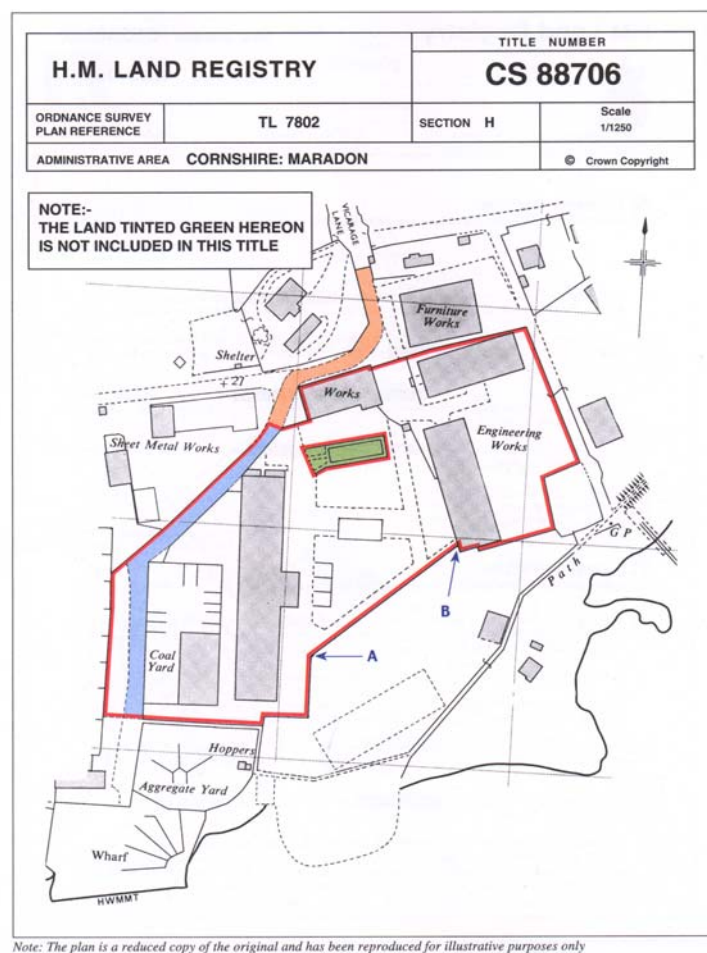 H.M. LAND REGISTRY
TITLE NUMBER
CS 88706
ORDNANCE SURVEY
PLAN REFERENCE
TL 7802
SECTION H
Scale
1/1250
ADMINISTRATIVE AREA CORNSHIRE: MARADON
© Crown Copyright
NOTE:-
THE LAND TINTED GREEN HEREON
IS NOT INCLUDED IN THIS TITLE
VICARAGE
LANE
Furniture
Works
Shelter
+ 21
Works
Sheet Metal Works
Engineering
Works
G P
Path
B
A
Coal
Yard
Hoppers
Aggregate Yard
Wharf
HWMMT
Note: The plan is a reduced copy of the original and has been reproduced for illustrative purposes only